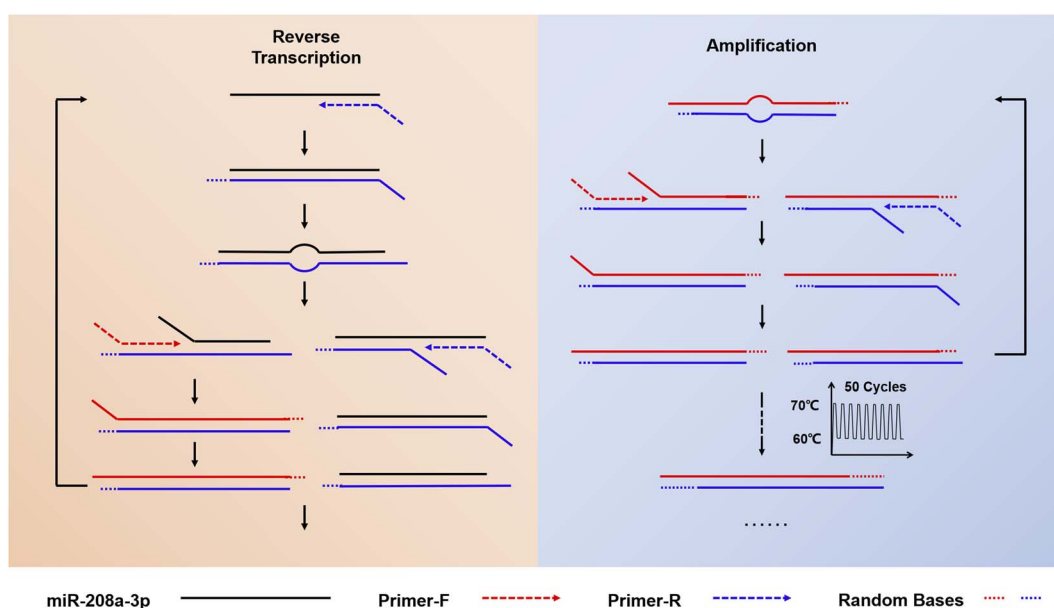 Reverse
Transcription
Amplification
50 Cycles
70℃
60℃
......
miR-208a-3p
Primer-F
Primer-R
Random Bases